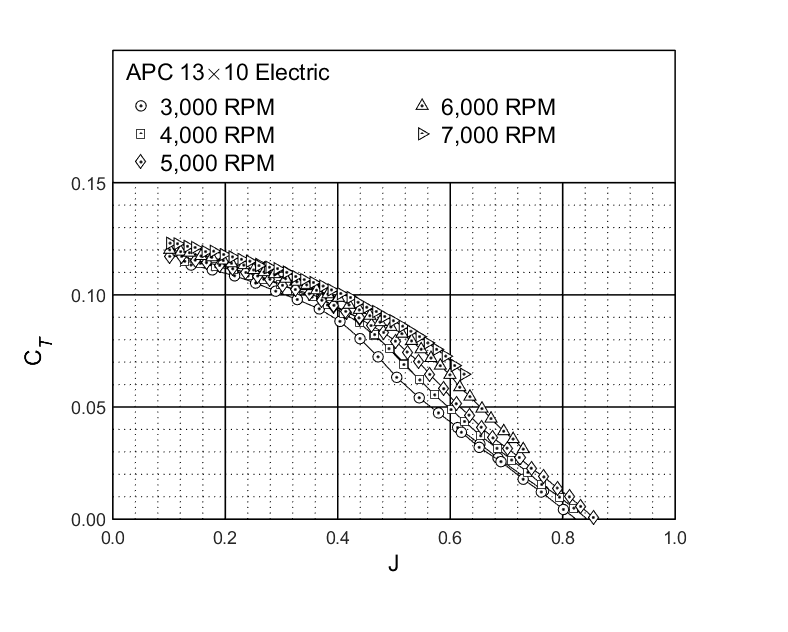 APC 13×10 Electric
3,000 RPM
6,000 RPM
4,000 RPM
7,000 RPM
5,000 RPM
0.15
0.10
0.05
0.00
C_T
0.0 0.2 0.4 0.6 0.8 1.0
J